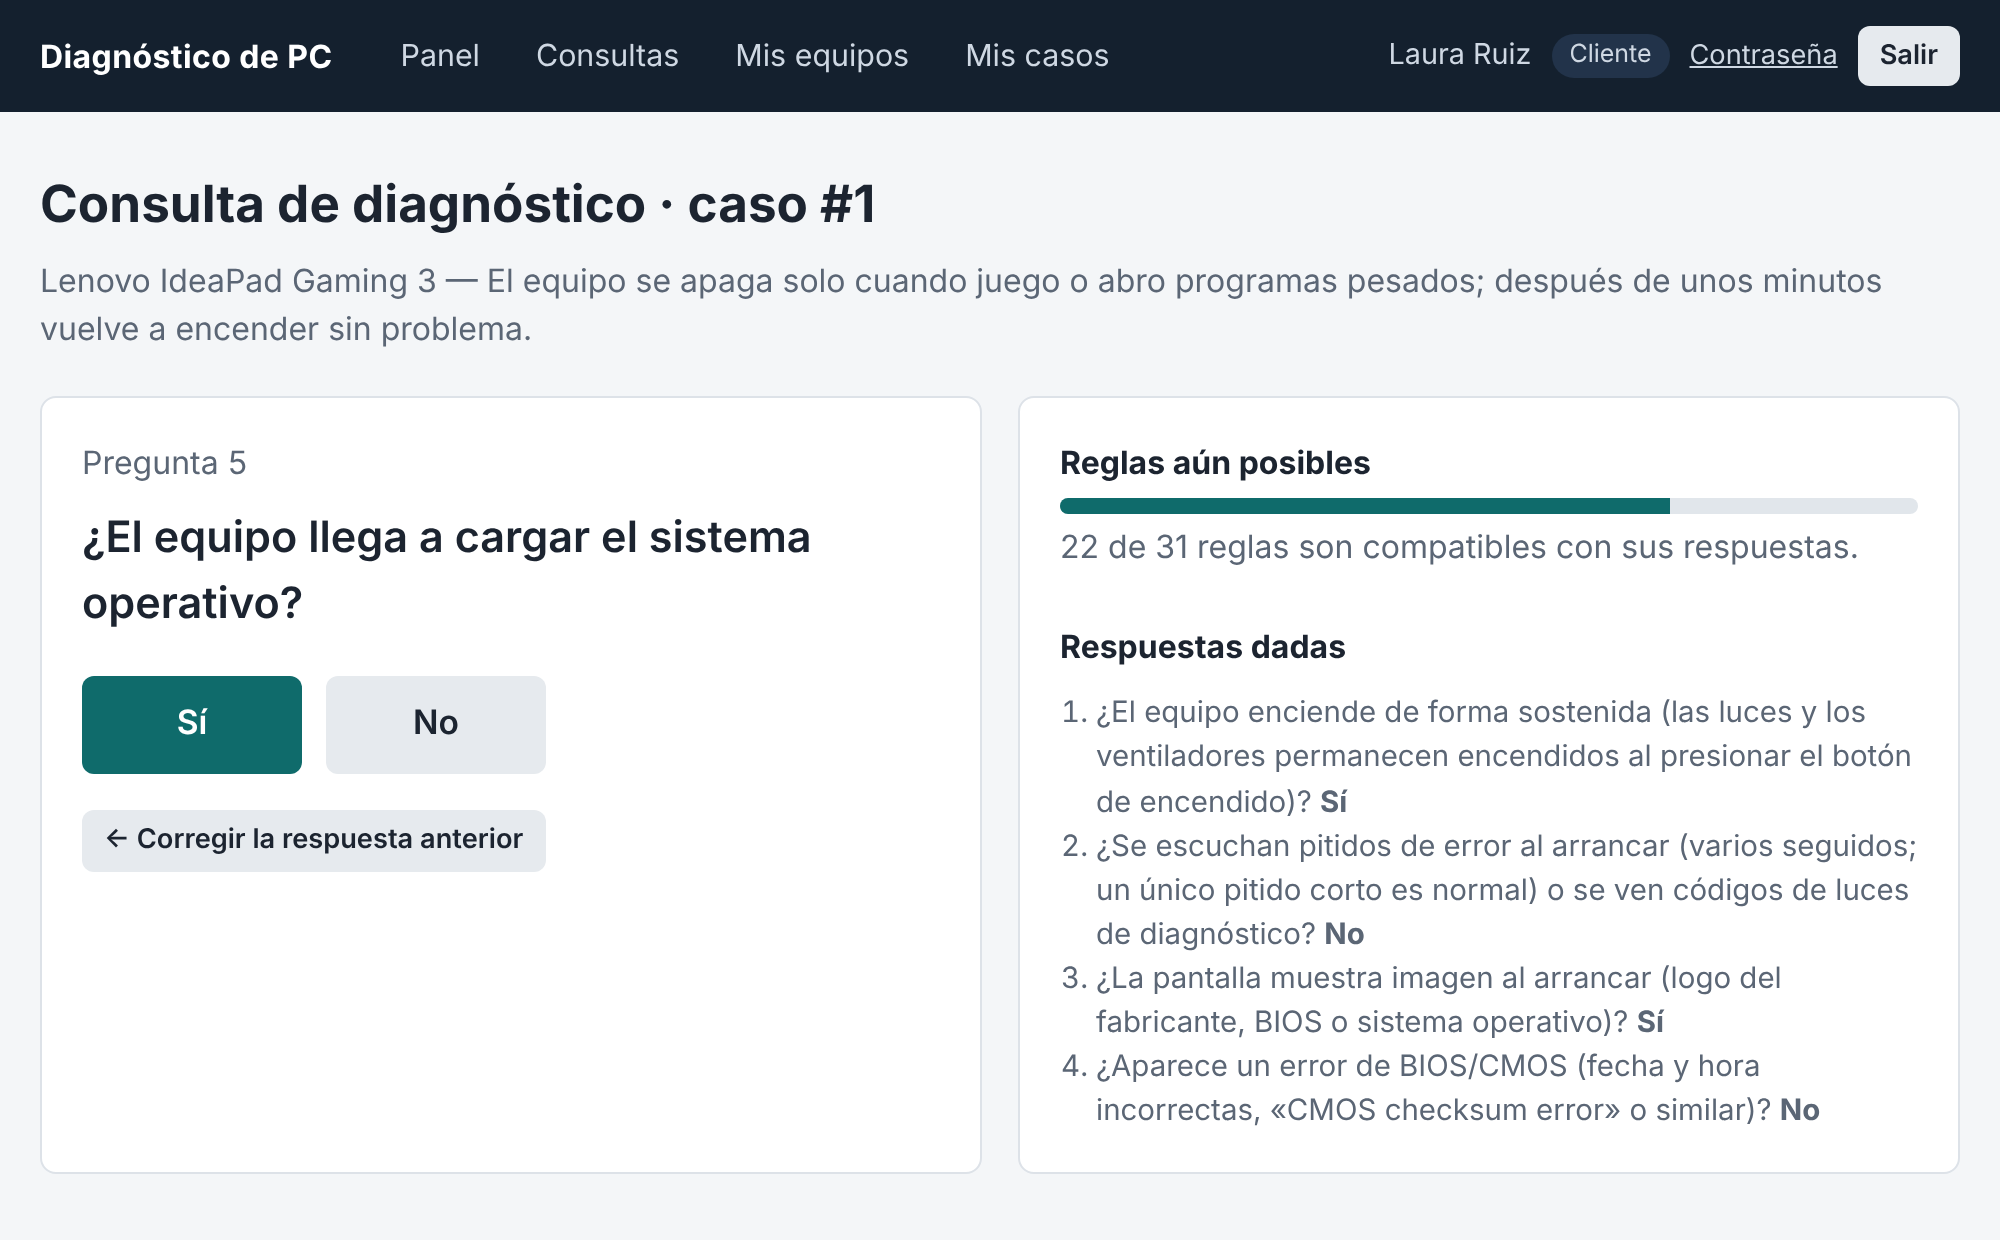 Diagnóstico de PC
Panel
Consultas
Mis equipos
Mis casos
Laura Ruiz
Cliente
Contraseña
Salir
Consulta de diagnóstico · caso #1
Lenovo IdeaPad Gaming 3 — El equipo se apaga solo cuando juego o abro programas pesados; después de unos minutos
vuelve a encender sin problema.
Pregunta 5
¿El equipo llega a cargar el sistema
operativo?
Sí
No
← Corregir la respuesta anterior
Reglas aún posibles
22 de 31 reglas son compatibles con sus respuestas.
Respuestas dadas
1. ¿El equipo enciende de forma sostenida (las luces y los
ventiladores permanecen encendidos al presionar el botón
de encendido)? Sí
2. ¿Se escuchan pitidos de error al arrancar (varios seguidos;
un único pitido corto es normal) o se ven códigos de luces
de diagnóstico? No
3. ¿La pantalla muestra imagen al arrancar (logo del
fabricante, BIOS o sistema operativo)? Sí
4. ¿Aparece un error de BIOS/CMOS (fecha y hora
incorrectas, «CMOS checksum error» o similar)? No